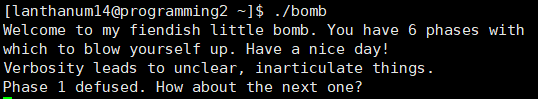 [lanthanum14@programming2 ~]$ ./bomb
Welcome to my fiendish little bomb. You have 6 phases with
which to blow yourself up. Have a nice day!
Verbosity leads to unclear, inarticulate things.
Phase 1 defused. How about the next one?